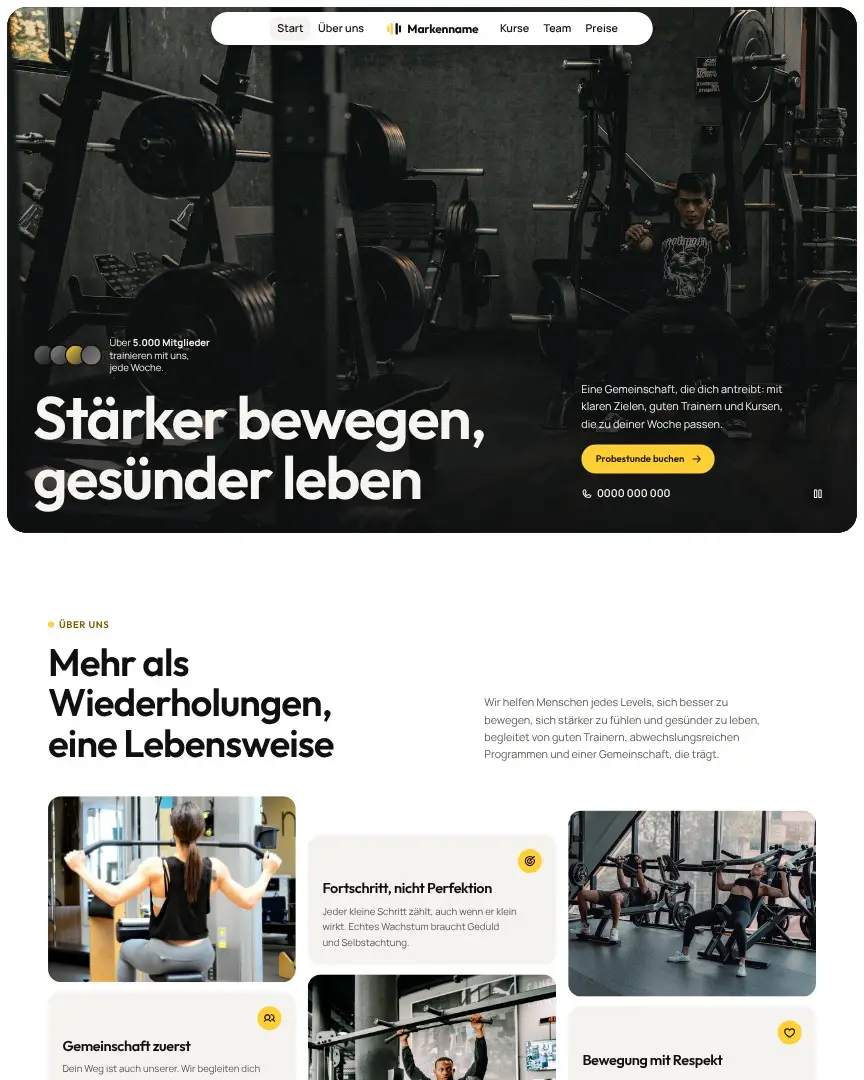 Start
Über uns
Markenname
Kurse
Team
Preise
Über 5.000 Mitglieder
trainieren mit uns,
jede Woche.
Stärker bewegen,
gesünder leben
Eine Gemeinschaft, die dich antreibt: mit
klaren Zielen, guten Trainern und Kursen,
die zu deiner Woche passen.
Probestunde buchen
0000 000 000
ÜBER UNS
Mehr als
Wiederholungen,
eine Lebensweise
Wir helfen Menschen jedes Levels, sich besser zu
bewegen, sich stärker zu fühlen und gesünder zu leben,
begleitet von guten Trainern, abwechslungsreichen
Programmen und einer Gemeinschaft, die trägt.
Fortschritt, nicht Perfektion
Jeder kleine Schritt zählt, auch wenn er klein
wirkt. Echtes Wachstum braucht Geduld
und Selbstachtung.
Gemeinschaft zuerst
Dein Weg ist auch unserer. Wir begleiten dich
Bewegung mit Respekt